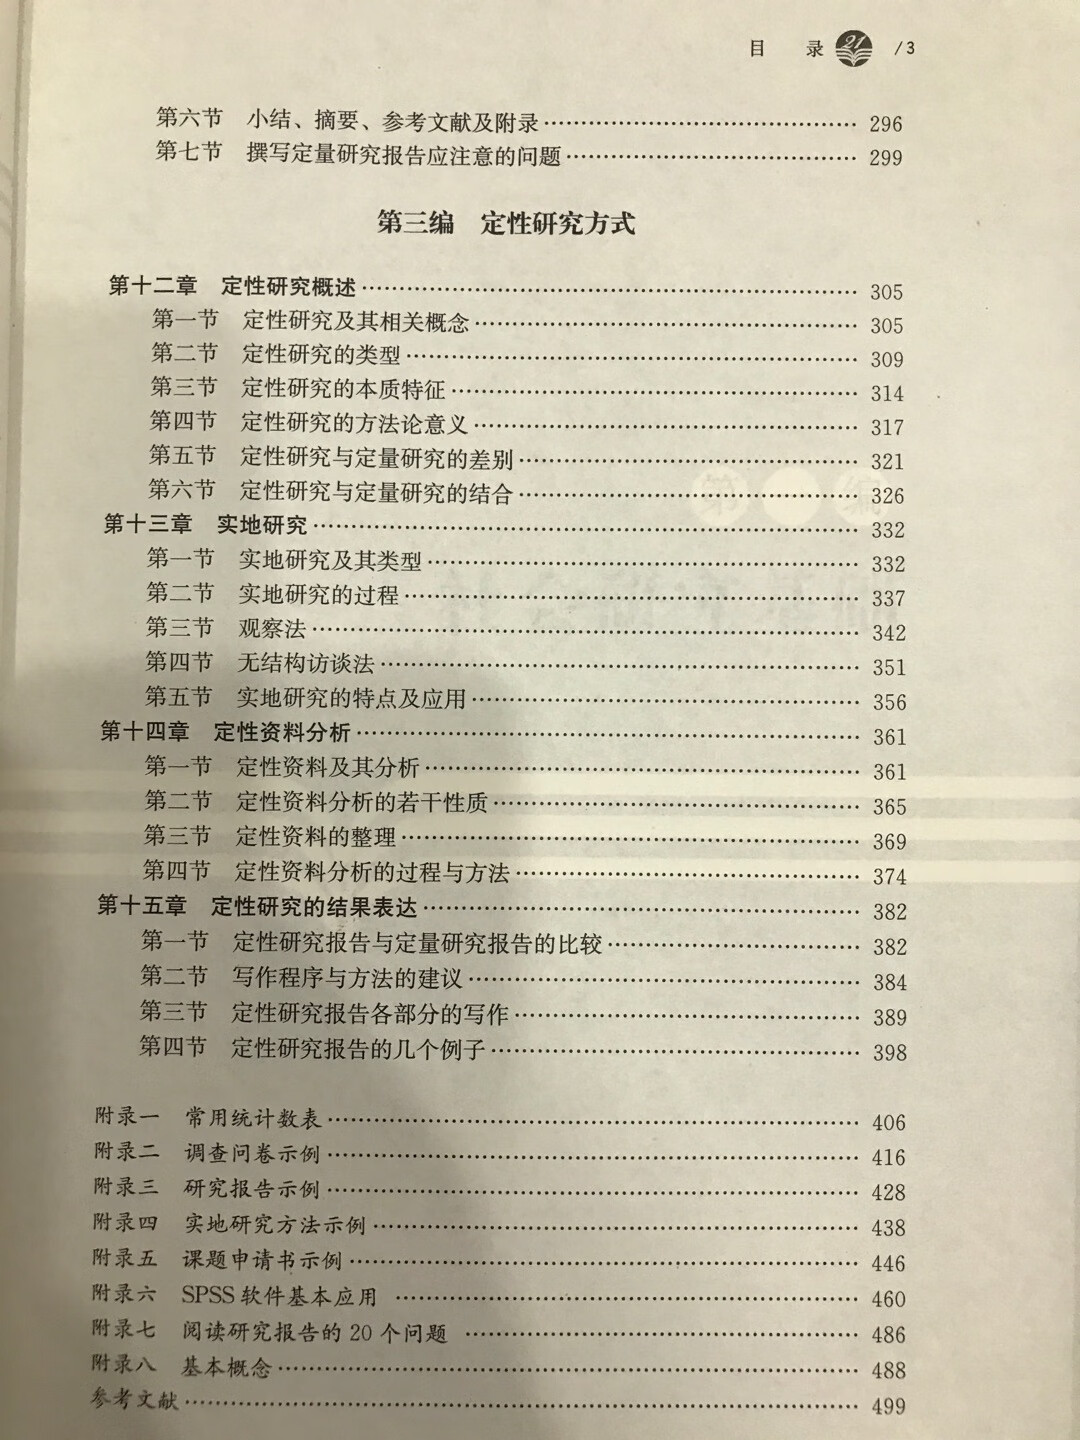 目 录 21 /3
第六节 小结、摘要、参考文献及附录……………………………………296
第七节 撰写定量研究报告应注意的问题……………………………………299
第三编 定性研究方式
第十二章 定性研究概述……………………………………305
第一节 定性研究及其相关概念……………………………………305
第二节 定性研究的类型……………………………………309
第三节 定性研究的本质特征……………………………………314
第四节 定性研究的方法论意义……………………………………317
第五节 定性研究与定量研究的差别……………………………………321
第六节 定性研究与定量研究的结合……………………………………326
第十三章 实地研究……………………………………332
第一节 实地研究及其类型……………………………………332
第二节 实地研究的过程……………………………………337
第三节 观察法……………………………………342
第四节 无结构访谈法……………………………………351
第五节 实地研究的特点及应用……………………………………356
第十四章 定性资料分析……………………………………361
第一节 定性资料及其分析……………………………………361
第二节 定性资料分析的若干性质……………………………………365
第三节 定性资料的整理……………………………………369
第四节 定性资料分析的过程与方法……………………………………374
第十五章 定性研究的结果表达……………………………………382
第一节 定性研究报告与定量研究报告的比较……………………………………382
第二节 写作程序与方法的建议……………………………………384
第三节 定性研究报告各部分的写作……………………………………389
第四节 定性研究报告的几个例子……………………………………398
附录一 常用统计数表……………………………………406
附录二 调查问卷示例……………………………………416
附录三 研究报告示例……………………………………428
附录四 实地研究方法示例……………………………………438
附录五 课题申请书示例……………………………………446
附录六 SPSS软件基本应用……………………………………460
附录七 阅读研究报告的20个问题……………………………………486
附录八 基本概念……………………………………488
参考文献……………………………………499